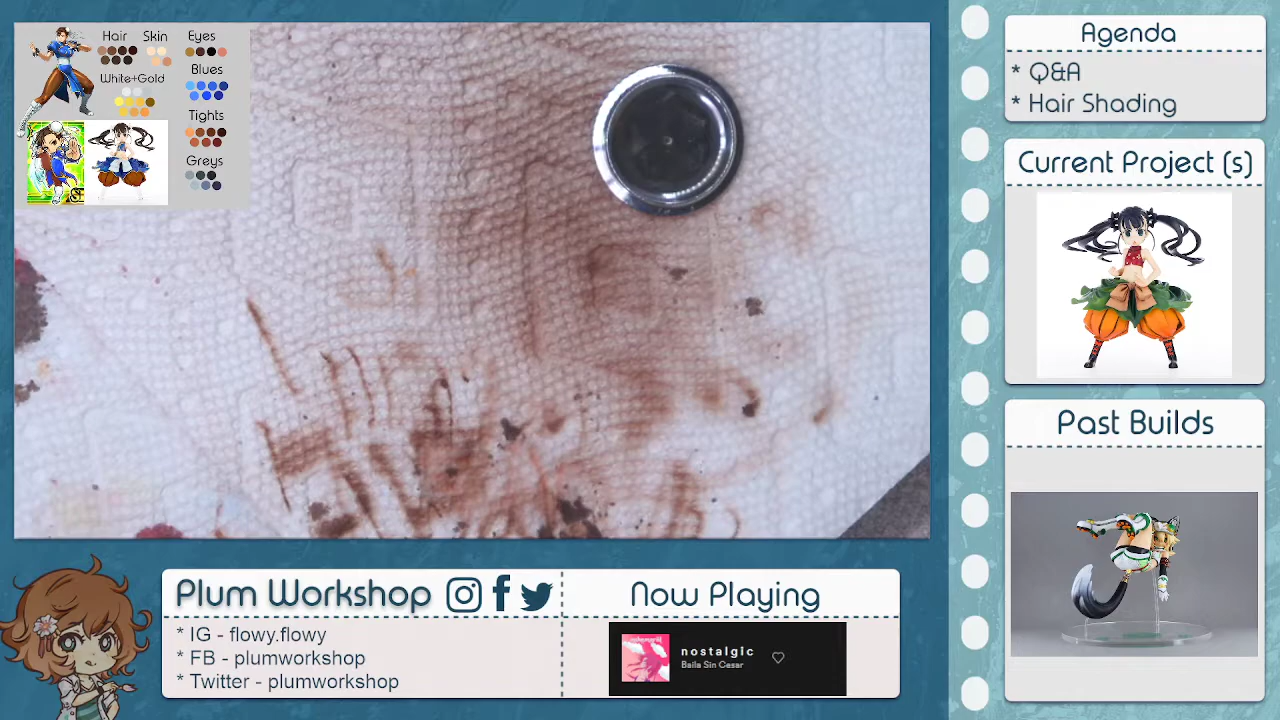 Hair Skin Eyes
White+Gold
Blues
Tights
Greys
Agenda
* Q&A
* Hair Shading
Current Project(s)
Past Builds
Plum Workshop
* IG - flowy.flowy
* FB - plumworkshop
* Twitter - plumworkshop
Now Playing
nostalgic
Baila Sin Cesar